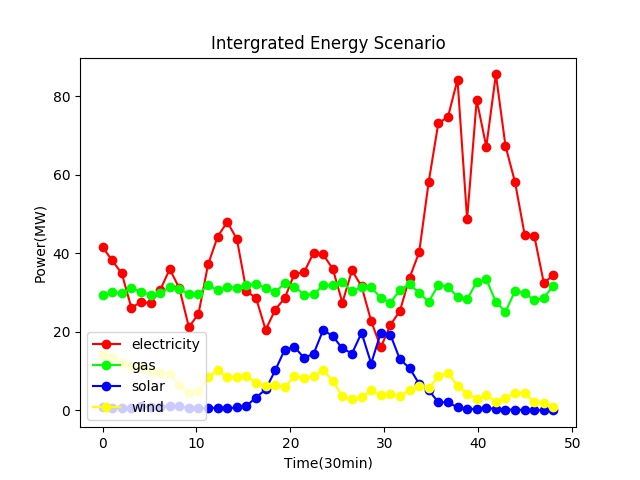 Intergrated Energy Scenario
Power(MW)
80
60
40
20
0
electricity
gas
solar
wind
0 10 20 30 40 50
Time(30min)